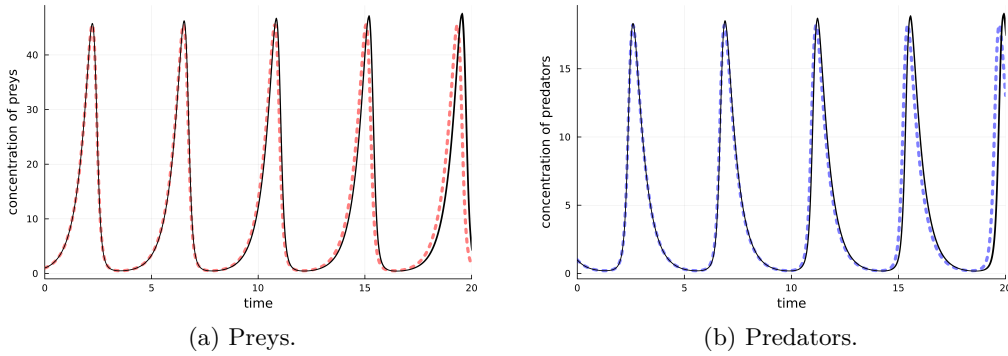 concentration of preys
40
30
20
10
0
0 5 10 15 20
time
(a) Preys.
concentration of predators
15
10
5
0
0 5 10 15 20
time
(b) Predators.